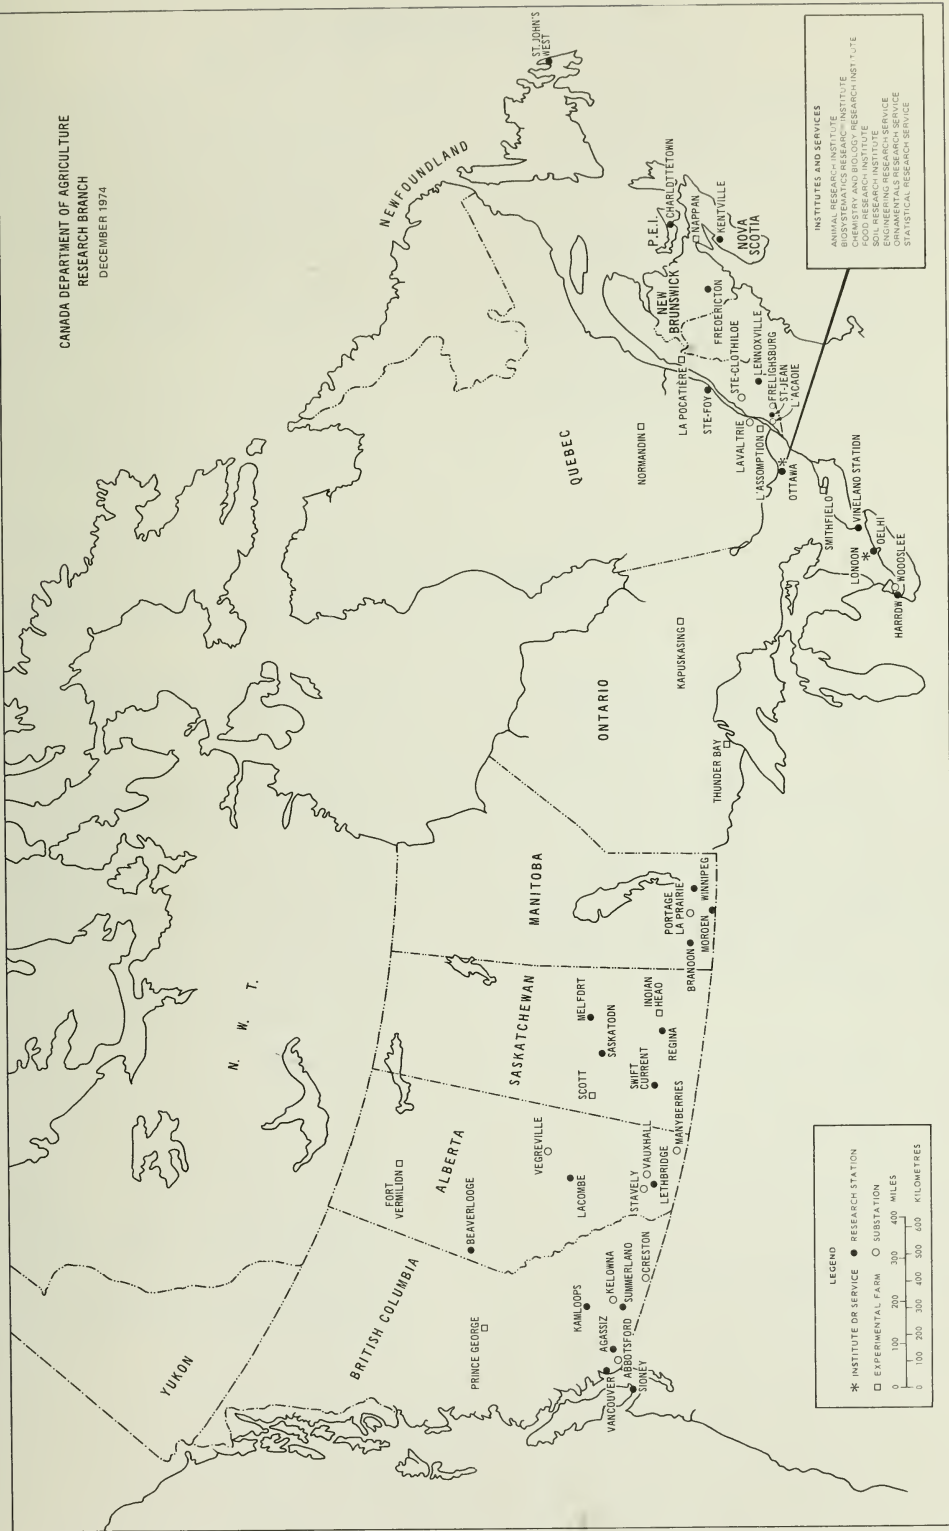 CANADA DEPARTMENT OF AGRICULTURE
RESEARCH BRANCH
DECEMBER 1974
YUKON
N. W. T.
BRITISH COLUMBIA
PRINCE GEORGE
KAMLOOPS
KELOWNA
AGASSIZ
SUMMERLAND
VANCOUVER
ABBOTSFORD
CRESTON
SIDNEY
ALBERTA
FORT
VERMILION
BEAVERLODGE
VEGREVILLE
LACOMBE
STAVELY
VAUXHALL
LETHBRIDGE
MANYBERRIES
SASKATCHEWAN
MELFORT
SCOTT
SASKATOON
SWIFT
CURRENT
INDIAN
HEAD
REGINA
MANITOBA
PORTAGE
LA PRAIRIE
BRANDON
WINNIPEG
MORDEN
ONTARIO
KAPUSKASING
THUNDER BAY
OTTAWA
SMITHFIELD
VINELAND STATION
LONDON
DELHI
HARROW
WOODSLEE
QUEBEC
NORMANDIN
LA POCATIÈRE
STE-FOY
STE-CLOTHILDE
LAVALTRIE
LENNOXVILLE
L'ASSOMPTION
FRELIGHSBURG
ST-JEAN
L'ACADIE
NEWFOUNDLAND
ST. JOHN'S
WEST
P.E.I.
CHARLOTTETOWN
NEW
BRUNSWICK
NAPPAN
FREDERICTON
KENTVILLE
NOVA
SCOTIA
INSTITUTES AND SERVICES
ANIMAL RESEARCH INSTITUTE
BIOSYSTEMATICS RESEARCH INSTITUTE
CHEMISTRY AND BIOLOGY RESEARCH INSTITUTE
FOOD RESEARCH INSTITUTE
SOIL RESEARCH INSTITUTE
ENGINEERING RESEARCH SERVICE
ORNAMENTALS RESEARCH SERVICE
STATISTICAL RESEARCH SERVICE
LEGEND
* INSTITUTE OR SERVICE ● RESEARCH STATION
□ EXPERIMENTAL FARM ○ SUBSTATION
0 100 200 300 400 MILES
0 100 200 300 400 500 600 KILOMETRES